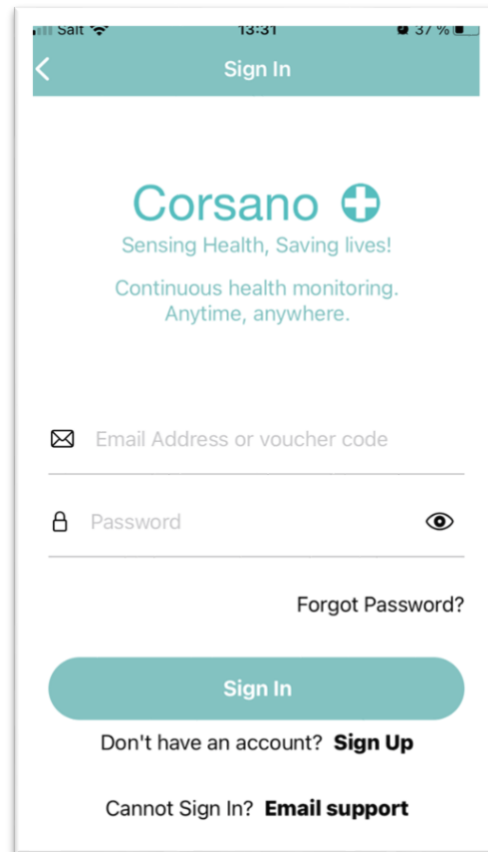 Salt 13:31 37 %
Sign In
Corsano
Sensing Health, Saving lives!
Continuous health monitoring.
Anytime, anywhere.
Email Address or voucher code
Password
Forgot Password?
Sign In
Don't have an account? Sign Up
Cannot Sign In? Email support